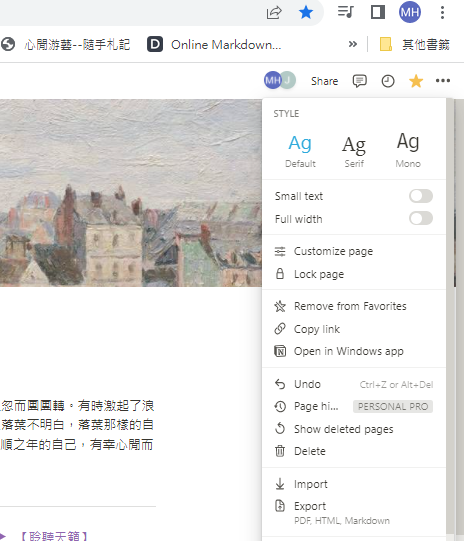 MH
心閒游藝--隨手札記
D
Online Markdown...
»
其他書籤
MH
J
Share
STYLE
Ag
Ag
Ag
Default
Serif
Mono
Small text
Full width
Customize page
Lock page
Remove from Favorites
Copy link
Open in Windows app
Undo
Ctrl+Z or Alt+Del
Page hi...
PERSONAL PRO
Show deleted pages
Delete
Import
Export
PDF, HTML, Markdown
忽而團團轉。有時激起了浪
落葉不明白，落葉那樣的自
順之年的自己，有幸心閒而
【聆聽天籟】